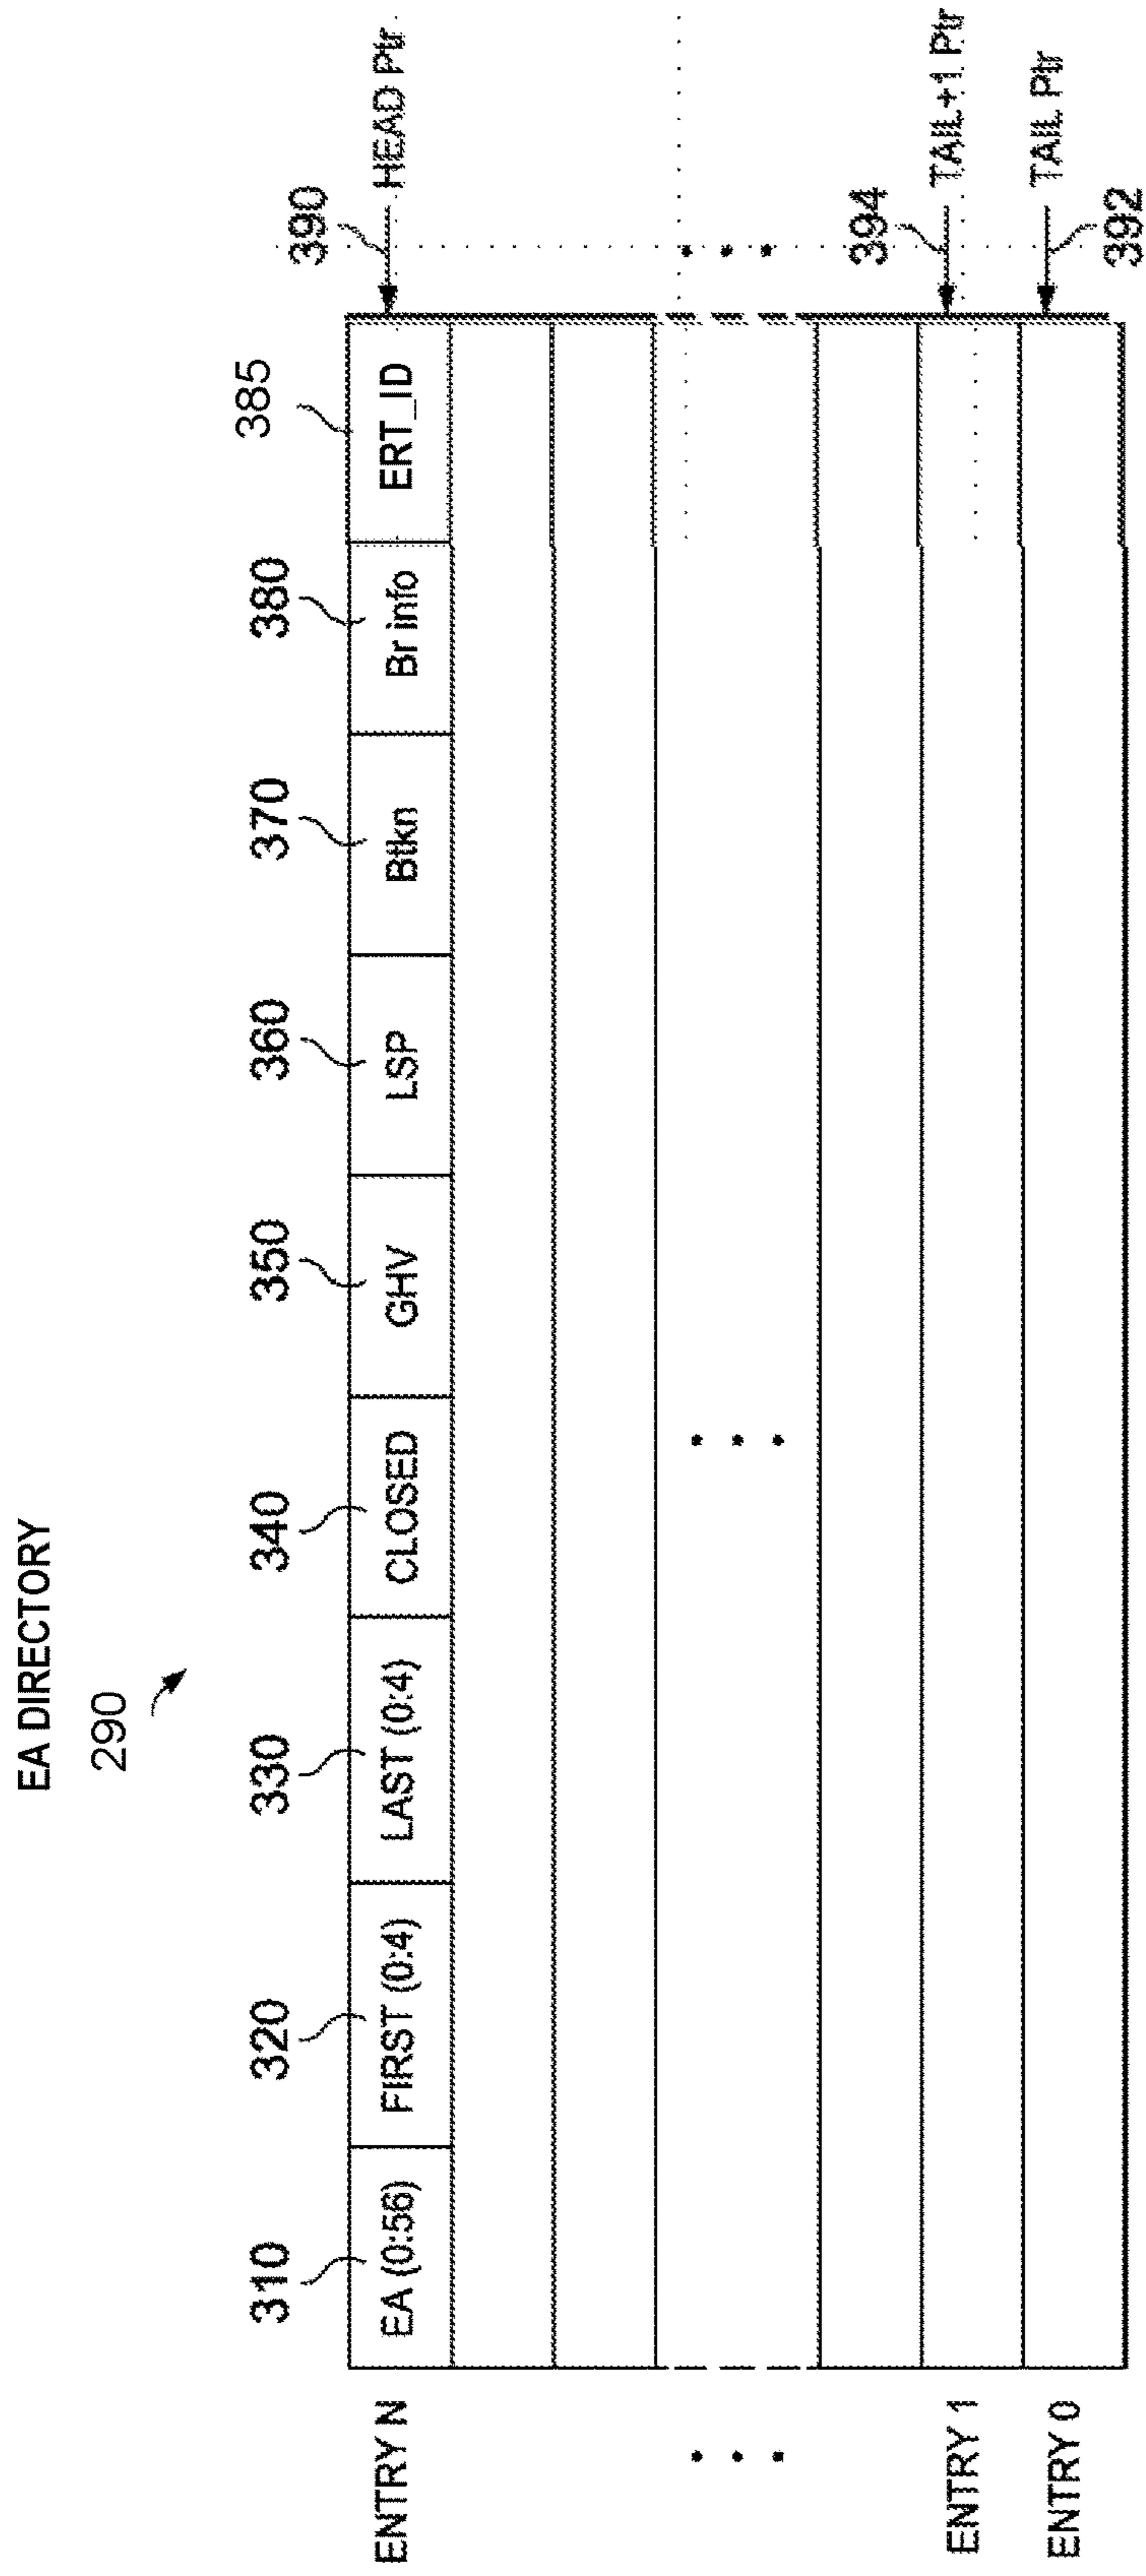 EA DIRECTORY
290
310 320 330 340 350 360 370 380 385 390
ENTRY N EA (0:56) FIRST (0:4) LAST (0:4) CLOSED GHV LSP Btkn Br info ERT_ID HEAD Ptr
394
ENTRY 1 TAIL+1 Ptr
ENTRY 0 TAIL Ptr
392